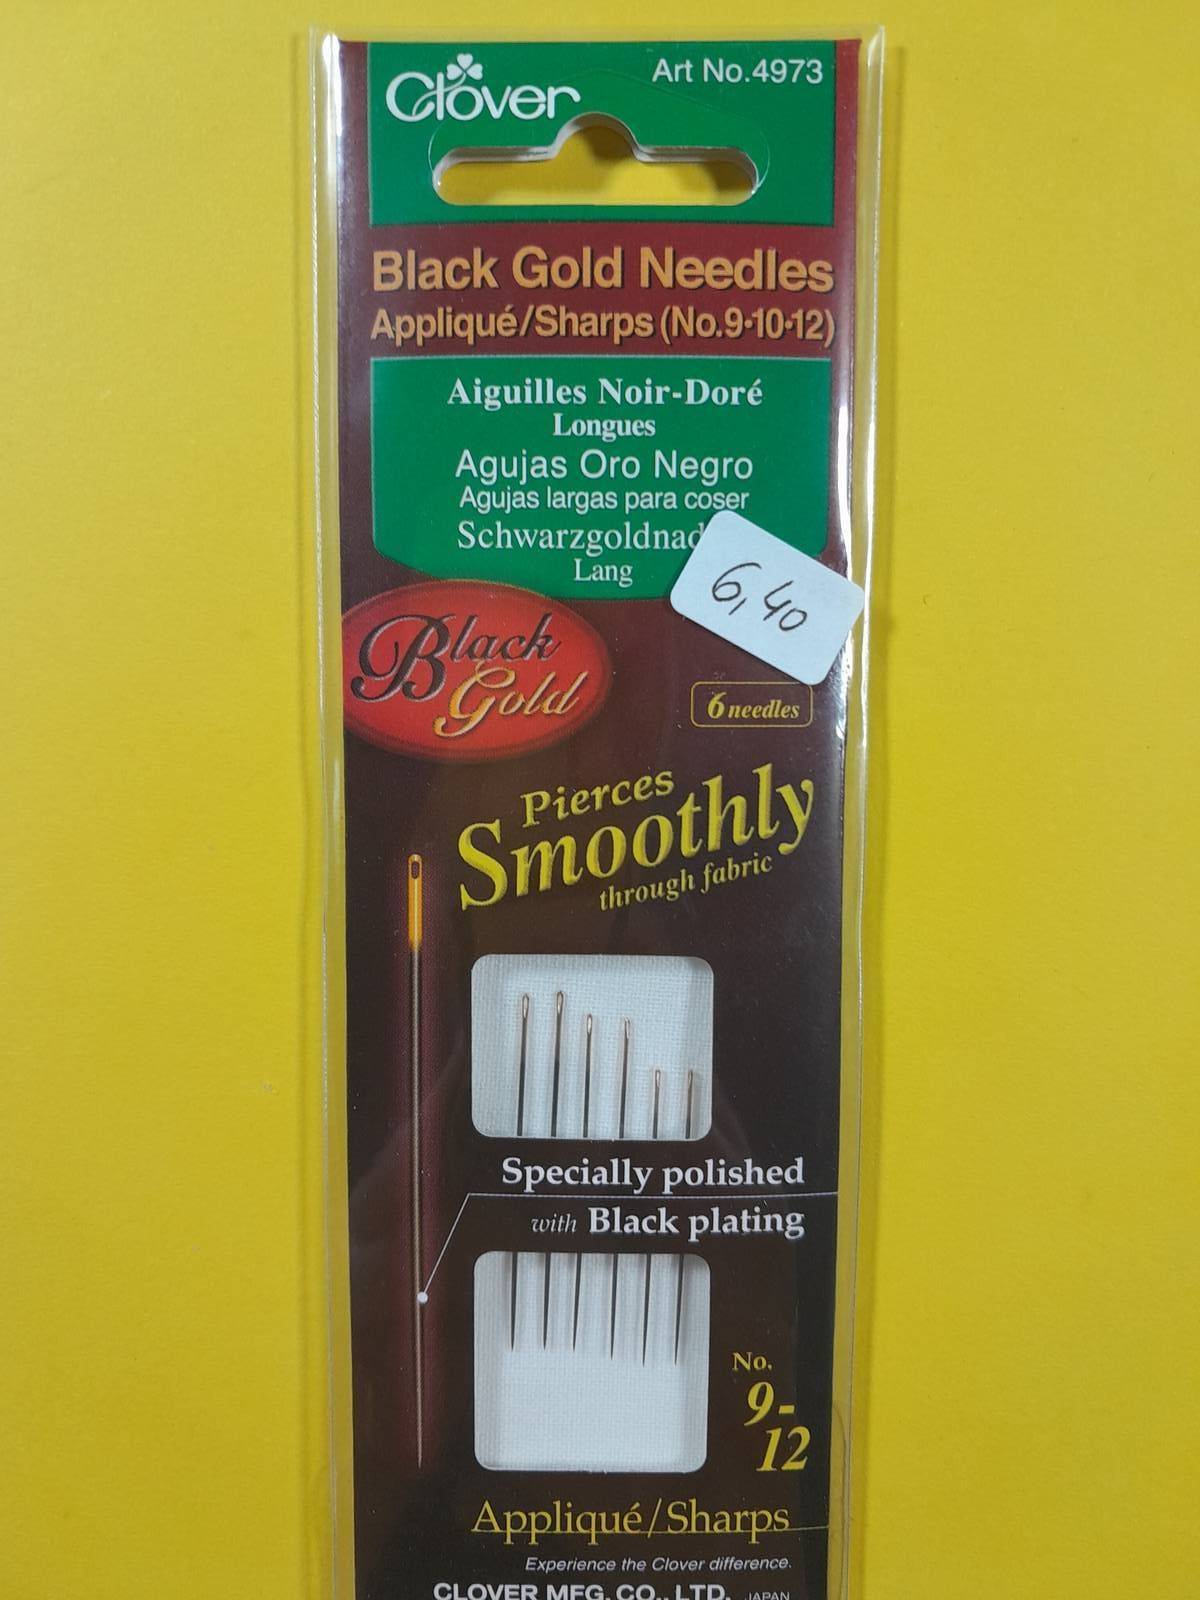 Clover
Art No.4973
Black Gold Needles
Appliqué/Sharps (No.9·10·12)
Aiguilles Noir-Doré
Longues
Agujas Oro Negro
Agujas largas para coser
Schwarzgoldnad
Lang
6,40
Black
Gold
6 needles
Pierces
Smoothly
through fabric
Specially polished
with Black plating
No.
9-
12
Appliqué/Sharps
Experience the Clover difference.
CLOVER MFG. CO., LTD. JAPAN